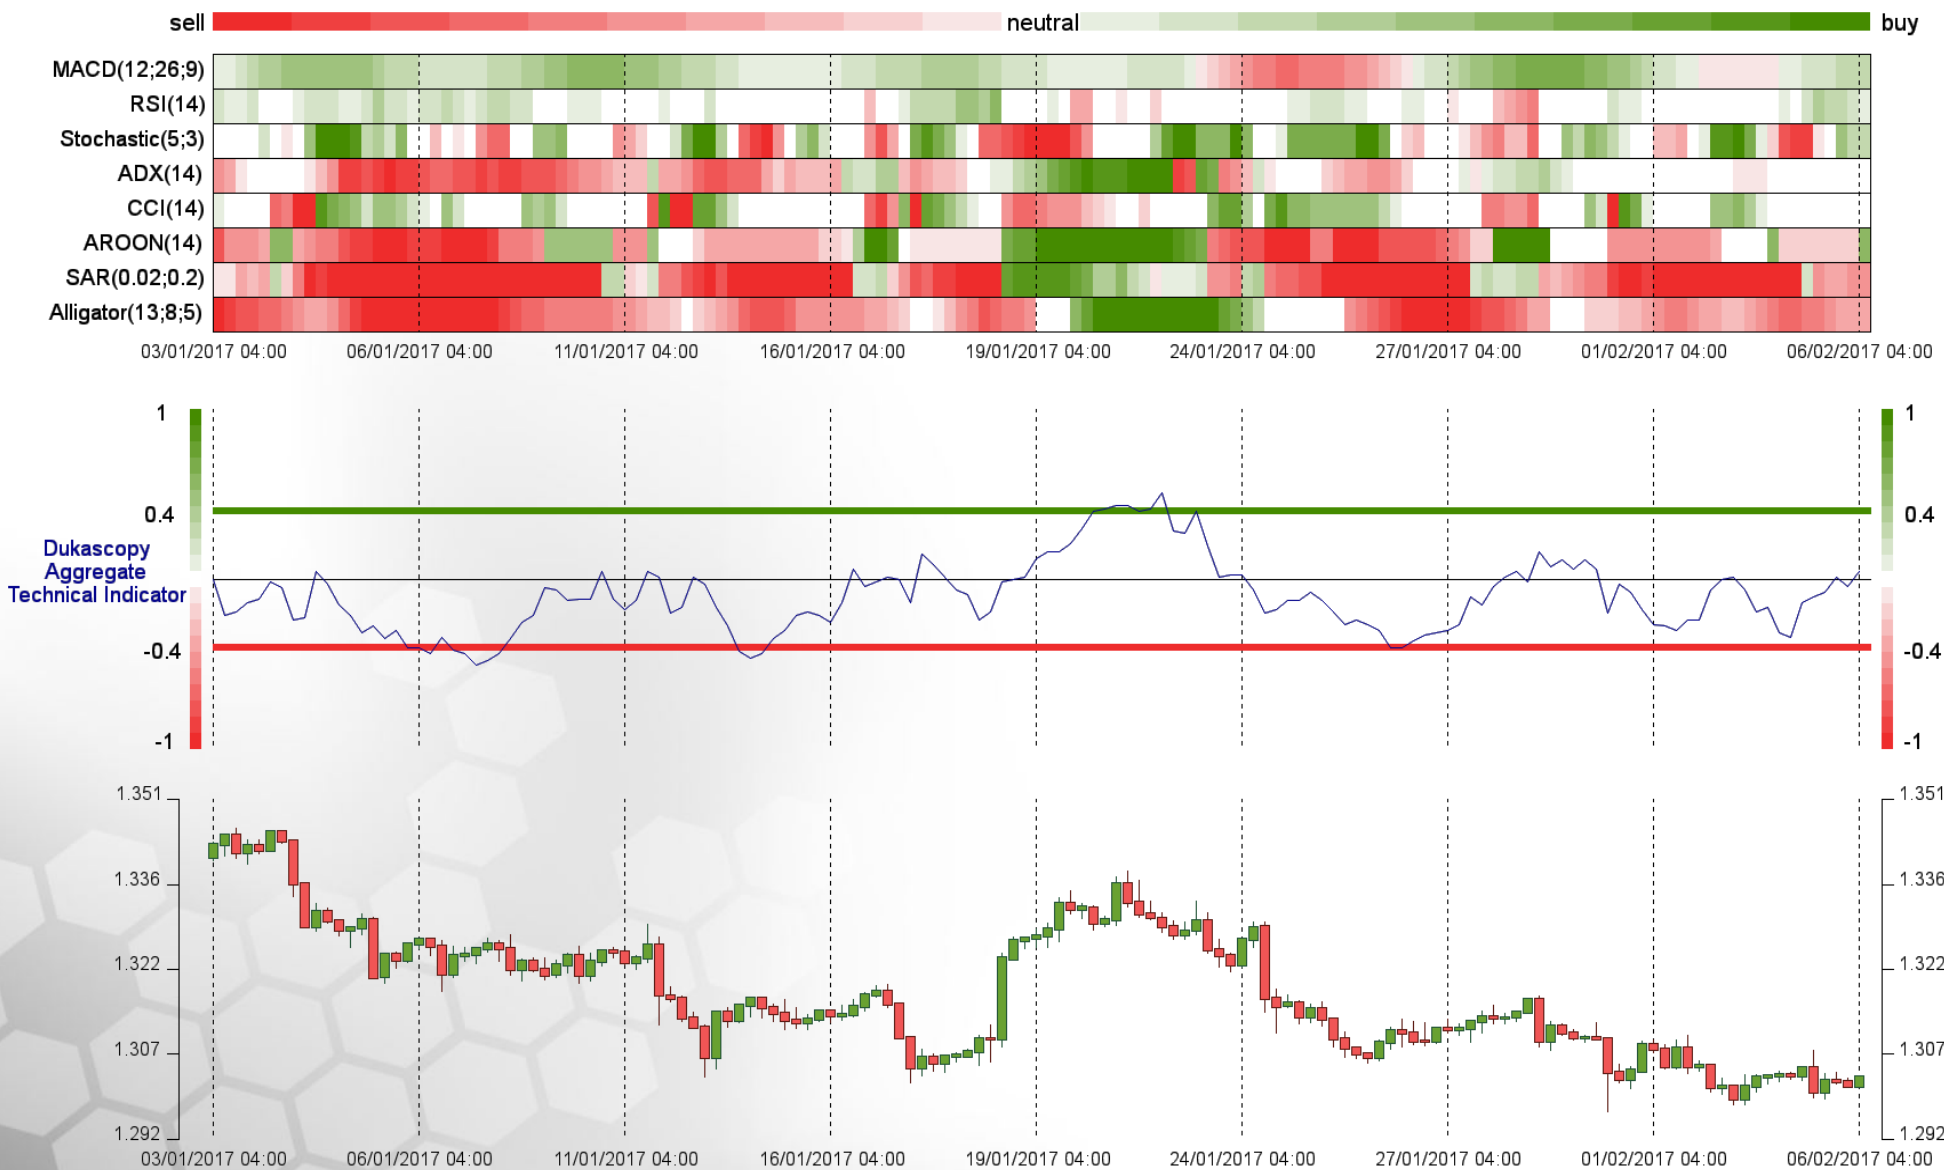 sell neutral buy
MACD(12;26;9)
RSI(14)
Stochastic(5;3)
ADX(14)
CCI(14)
AROON(14)
SAR(0.02;0.2)
Alligator(13;8;5)
03/01/2017 04:00 06/01/2017 04:00 11/01/2017 04:00 16/01/2017 04:00 19/01/2017 04:00 24/01/2017 04:00 27/01/2017 04:00 01/02/2017 04:00 06/02/2017 04:00
1 1
0.4 0.4
Dukascopy
Aggregate
Technical Indicator
-0.4 -0.4
-1 -1
1.351 1.351
1.336 1.336
1.322 1.322
1.307 1.307
1.292 1.292
03/01/2017 04:00 06/01/2017 04:00 11/01/2017 04:00 16/01/2017 04:00 19/01/2017 04:00 24/01/2017 04:00 27/01/2017 04:00 01/02/2017 04:00 06/02/2017 04:00